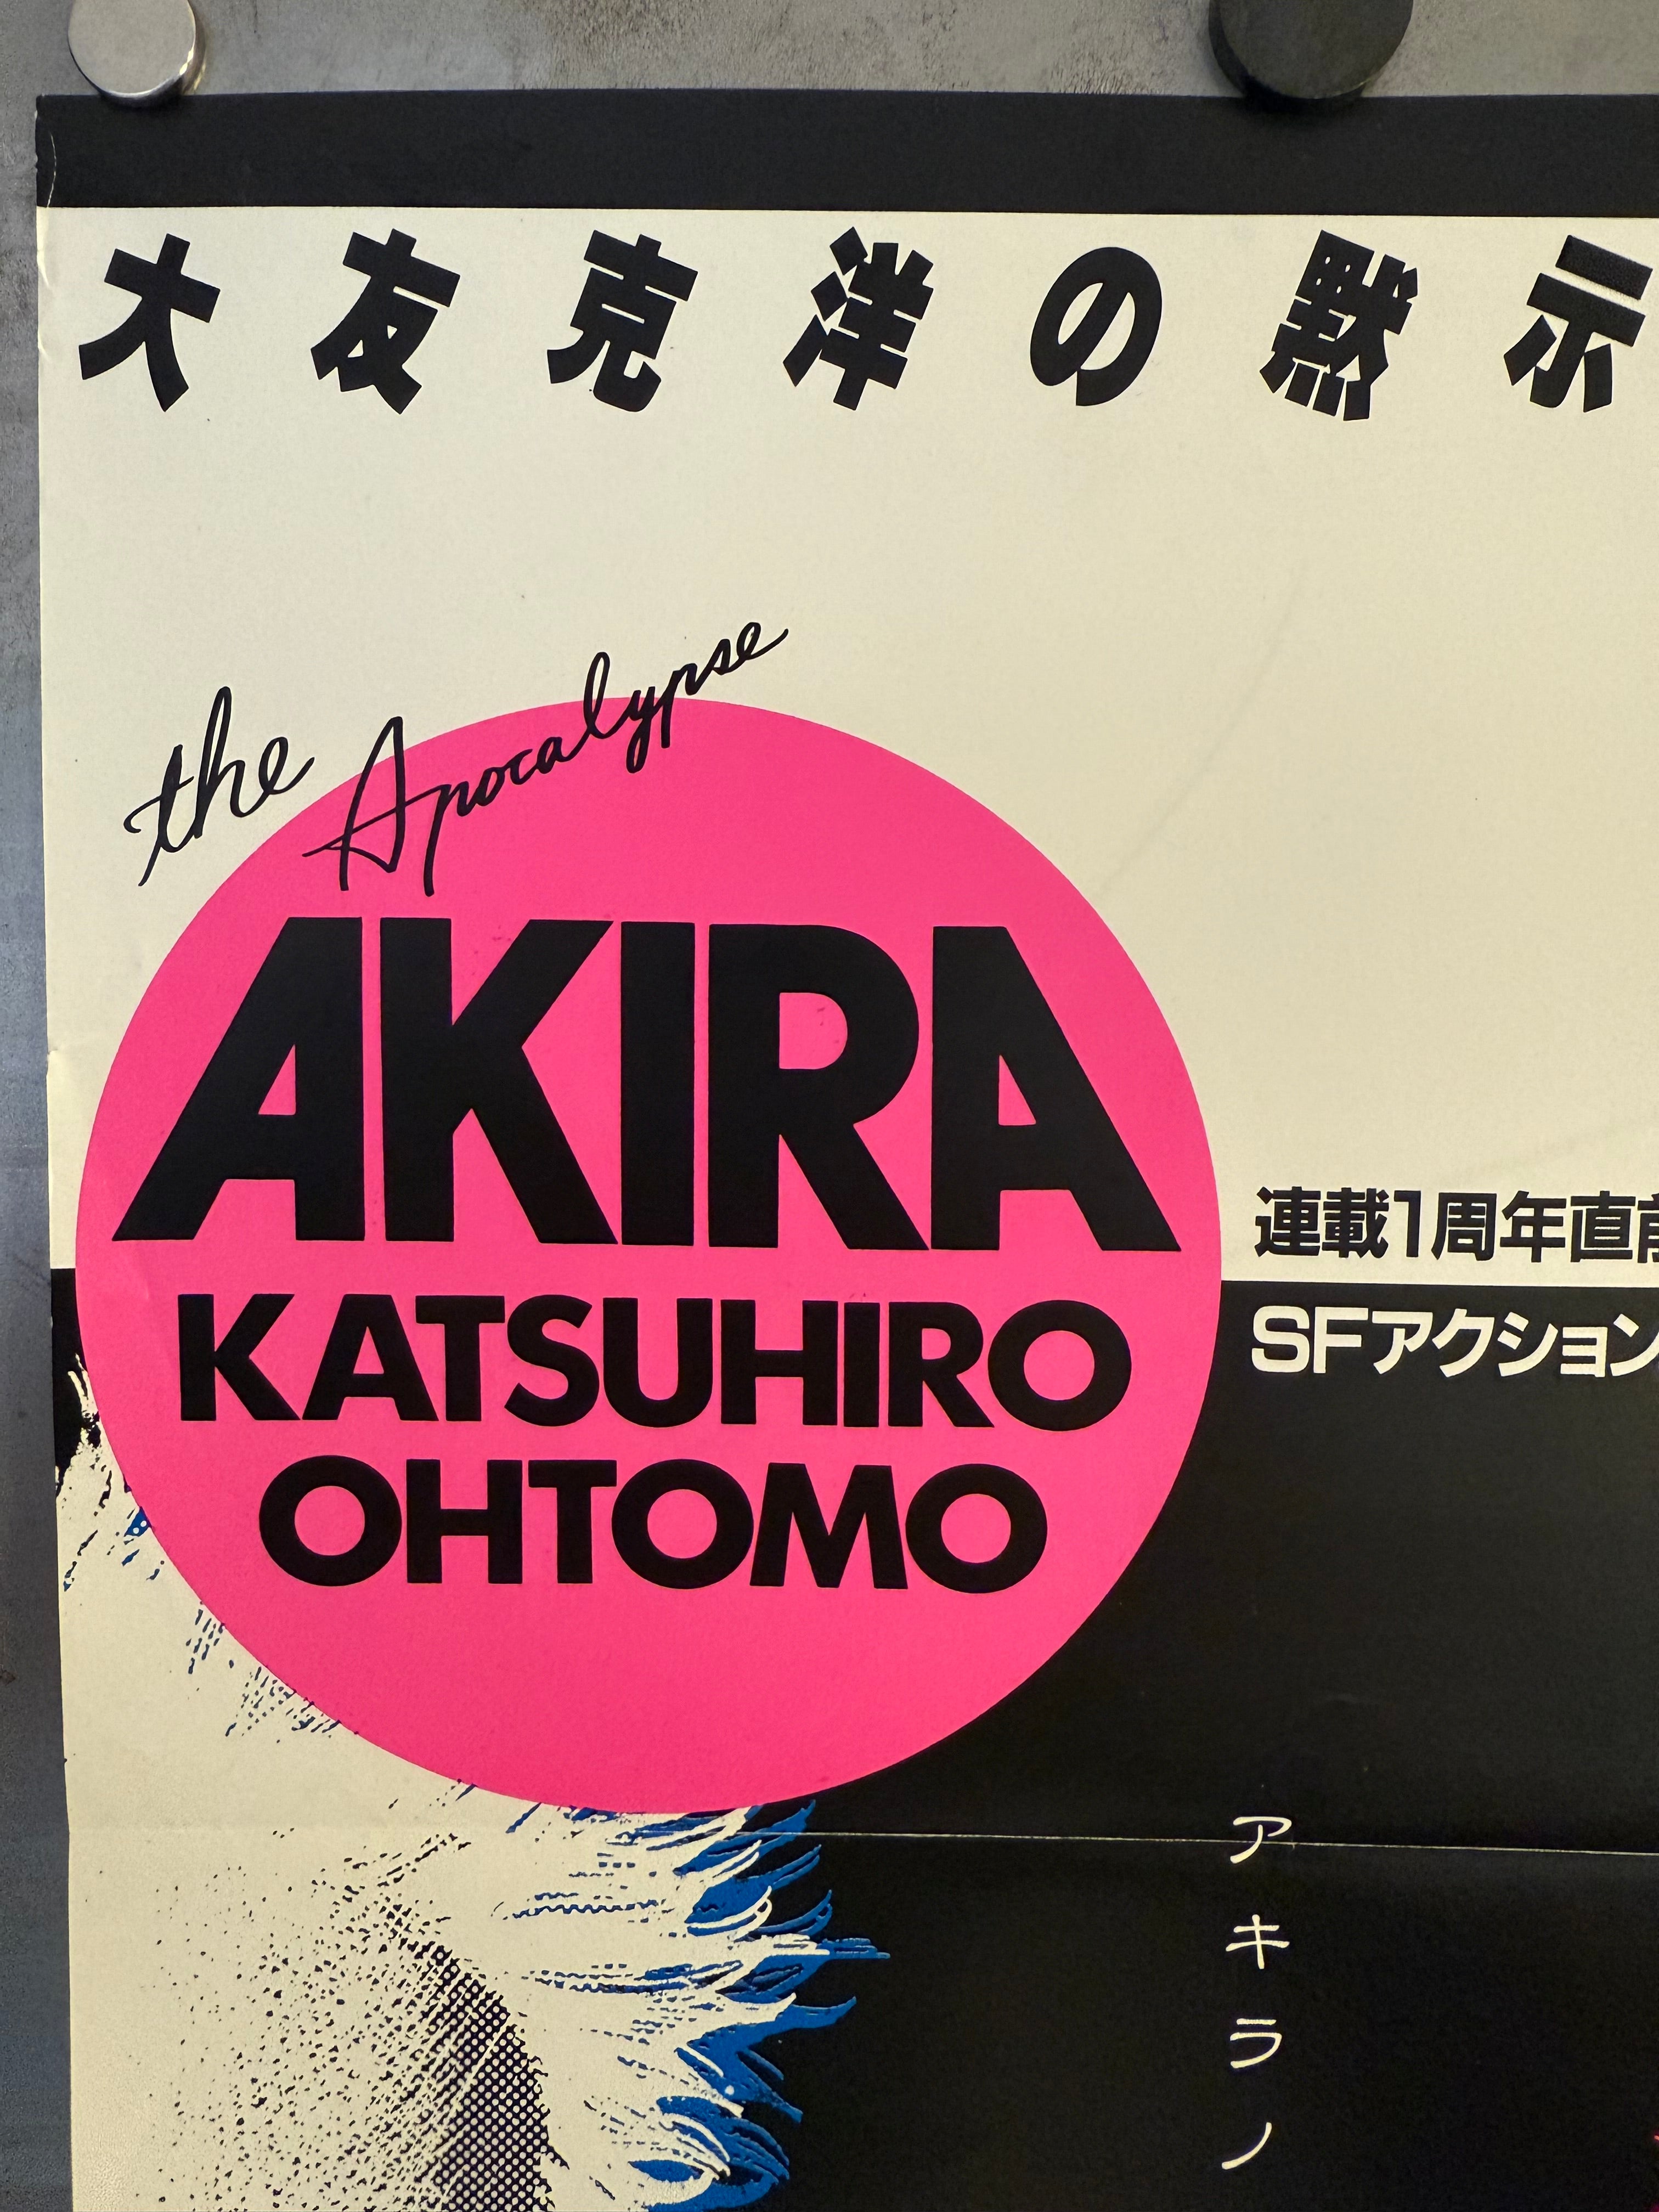 大友克洋の黙示
the Apocalypse
AKIRA
KATSUHIRO
OHTOMO
連載1周年直前
SFアクション
アキラノ